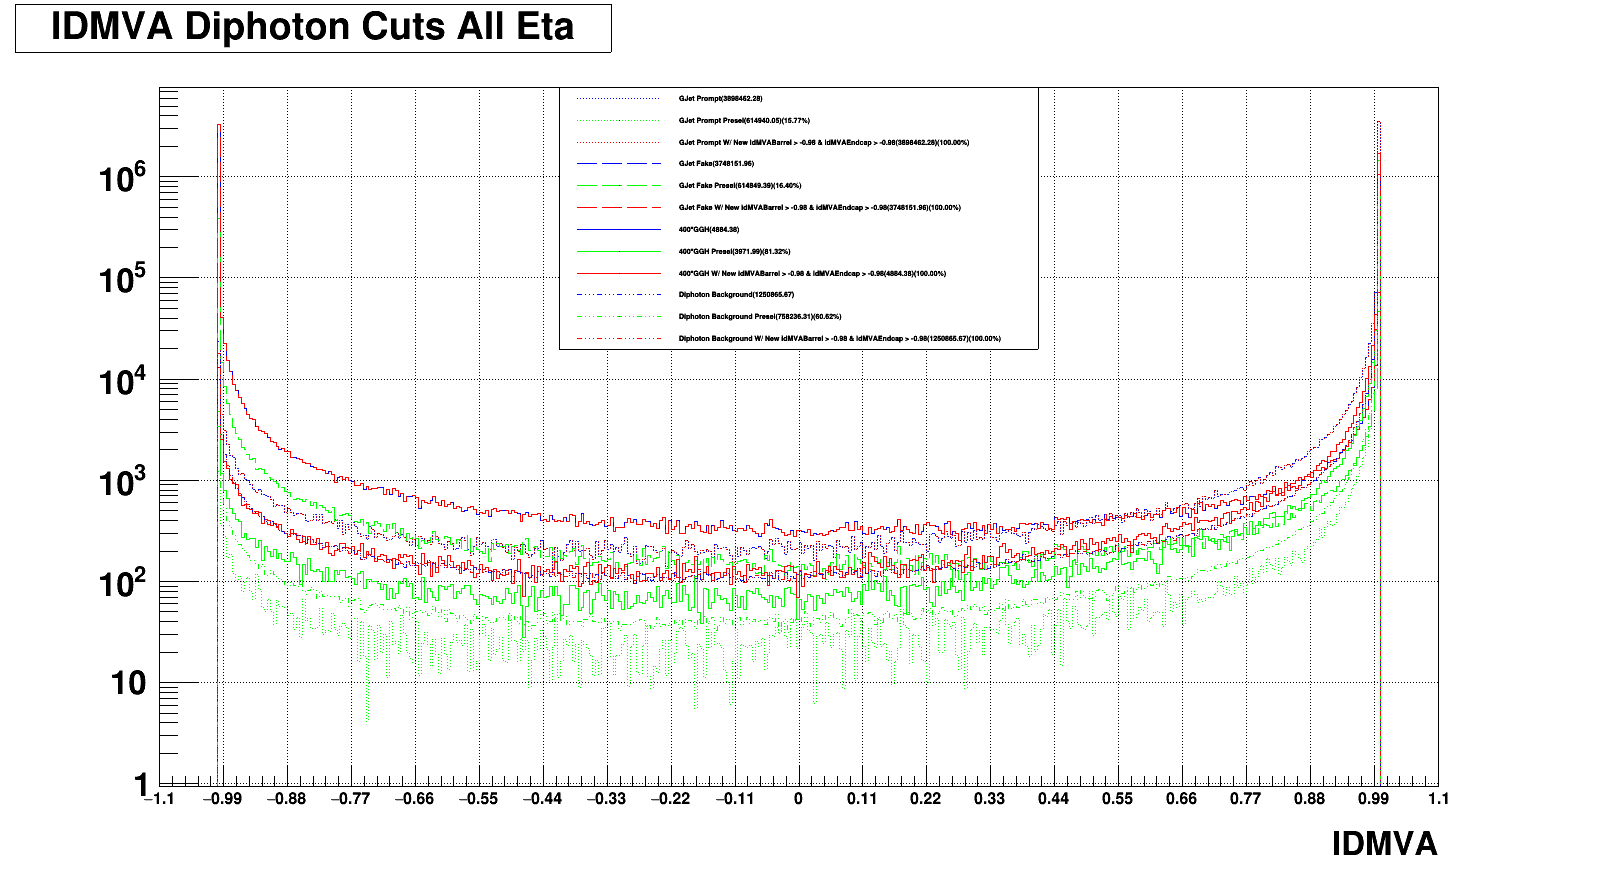 IDMVA Diphoton Cuts All Eta
GJet Prompt(3898462.28)
GJet Prompt Presel(614940.05)(15.77%)
GJet Prompt W/ New IdMVABarrel > -0.98 & IdMVAEndcap > -0.98(3898462.28)(100.00%)
GJet Fake(3748151.96)
GJet Fake Presel(614849.39)(16.40%)
GJet Fake W/ New IdMVABarrel > -0.98 & IdMVAEndcap > -0.98(3748151.96)(100.00%)
400*GGH(4884.38)
400*GGH Presel(3971.99)(81.32%)
400*GGH W/ New IdMVABarrel > -0.98 & IdMVAEndcap > -0.98(4884.38)(100.00%)
Diphoton Background(1250865.67)
Diphoton Background Presel(758236.31)(60.62%)
Diphoton Background W/ New IdMVABarrel > -0.98 & IdMVAEndcap > -0.98(1250865.67)(100.00%)
10⁶
10⁵
10⁴
10³
10²
10
1
−1.1 −0.99 −0.88 −0.77 −0.66 −0.55 −0.44 −0.33 −0.22 −0.11 0 0.11 0.22 0.33 0.44 0.55 0.66 0.77 0.88 0.99 1.1
IDMVA